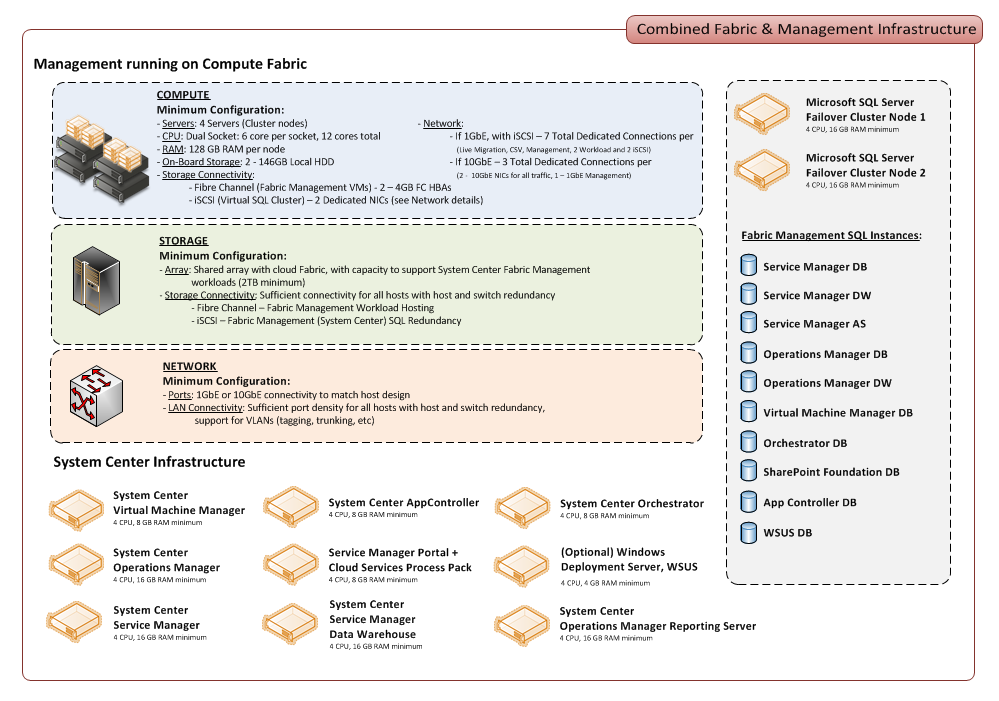 Combined Fabric & Management Infrastructure
Management running on Compute Fabric
COMPUTE
Minimum Configuration:
- Servers: 4 Servers (Cluster nodes)
- CPU: Dual Socket: 6 core per socket, 12 cores total
- RAM: 128 GB RAM per node
- On-Board Storage: 2 - 146GB Local HDD
- Storage Connectivity:
- Fibre Channel (Fabric Management VMs) - 2 – 4GB FC HBAs
- iSCSI (Virtual SQL Cluster) – 2 Dedicated NICs (see Network details)
- Network:
- If 1GbE, with iSCSI – 7 Total Dedicated Connections per
(Live Migration, CSV, Management, 2 Workload and 2 iSCSI)
- If 10GbE – 3 Total Dedicated Connections per
(2 - 10GbE NICs for all traffic, 1 – 1GbE Management)
STORAGE
Minimum Configuration:
- Array: Shared array with cloud Fabric, with capacity to support System Center Fabric Management
workloads (2TB minimum)
- Storage Connectivity: Sufficient connectivity for all hosts with host and switch redundancy
- Fibre Channel – Fabric Management Workload Hosting
- iSCSI – Fabric Management (System Center) SQL Redundancy
NETWORK
Minimum Configuration:
- Ports: 1GbE or 10GbE connectivity to match host design
- LAN Connectivity: Sufficient port density for all hosts with host and switch redundancy,
support for VLANs (tagging, trunking, etc)
System Center Infrastructure
System Center
Virtual Machine Manager
4 CPU, 8 GB RAM minimum
System Center AppController
4 CPU, 8 GB RAM minimum
System Center Orchestrator
4 CPU, 8 GB RAM minimum
System Center
Operations Manager
4 CPU, 16 GB RAM minimum
Service Manager Portal +
Cloud Services Process Pack
4 CPU, 8 GB RAM minimum
(Optional) Windows
Deployment Server, WSUS
4 CPU, 4 GB RAM minimum
System Center
Service Manager
4 CPU, 16 GB RAM minimum
System Center
Service Manager
Data Warehouse
4 CPU, 16 GB RAM minimum
System Center
Operations Manager Reporting Server
4 CPU, 16 GB RAM minimum
Microsoft SQL Server
Failover Cluster Node 1
4 CPU, 16 GB RAM minimum
Microsoft SQL Server
Failover Cluster Node 2
4 CPU, 16 GB RAM minimum
Fabric Management SQL Instances:
Service Manager DB
Service Manager DW
Service Manager AS
Operations Manager DB
Operations Manager DW
Virtual Machine Manager DB
Orchestrator DB
SharePoint Foundation DB
App Controller DB
WSUS DB